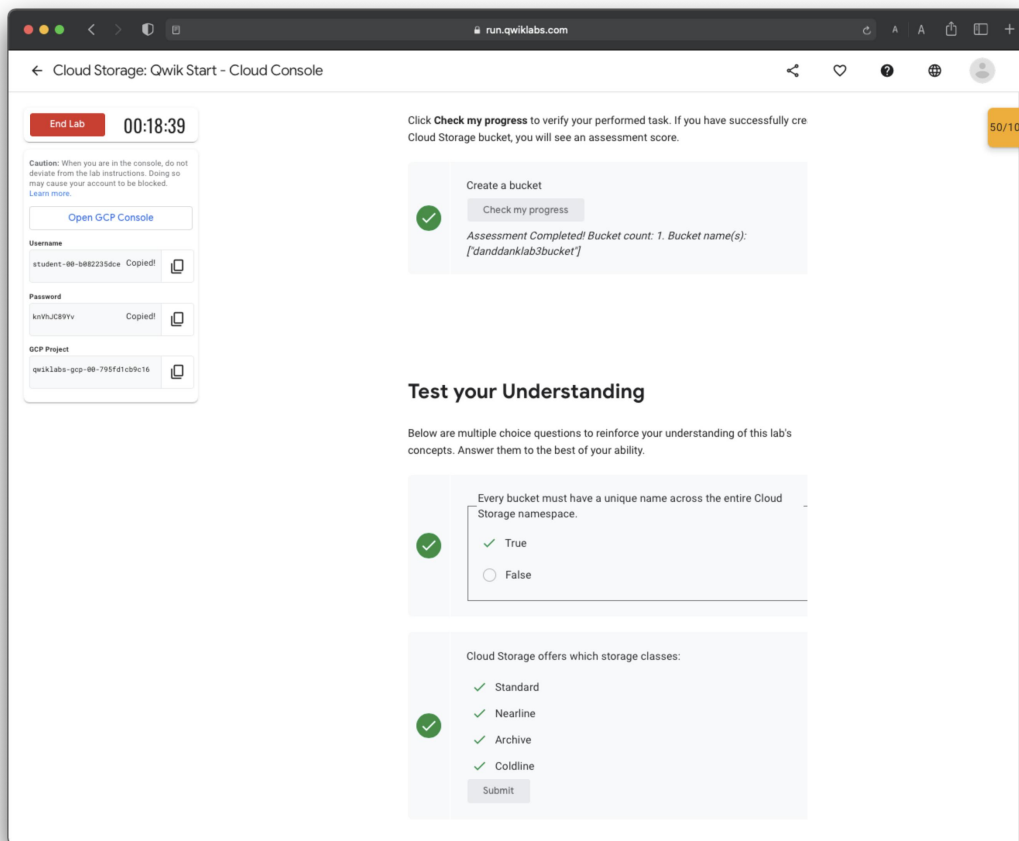 run.qwiklabs.com
A A
Cloud Storage: Qwik Start - Cloud Console
End Lab
00:18:39
Caution: When you are in the console, do not
deviate from the lab instructions. Doing so
may cause your account to be blocked.
Learn more.
Open GCP Console
Username
student-00-b082235dce Copied!
Password
knVhJC89Yv Copied!
GCP Project
qwiklabs-gcp-00-795fd1cb9c16
Click Check my progress to verify your performed task. If you have successfully cre
Cloud Storage bucket, you will see an assessment score.
50/10
Create a bucket
Check my progress
Assessment Completed! Bucket count: 1. Bucket name(s):
["danddanklab3bucket"]
Test your Understanding
Below are multiple choice questions to reinforce your understanding of this lab's
concepts. Answer them to the best of your ability.
Every bucket must have a unique name across the entire Cloud
Storage namespace.
True
False
Cloud Storage offers which storage classes:
Standard
Nearline
Archive
Coldline
Submit